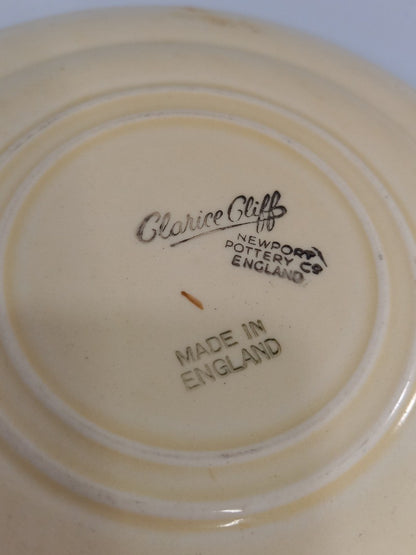 Clarice Cliff
NEWPORT
POTTERY Co
ENGLAND
MADE IN
ENGLAND